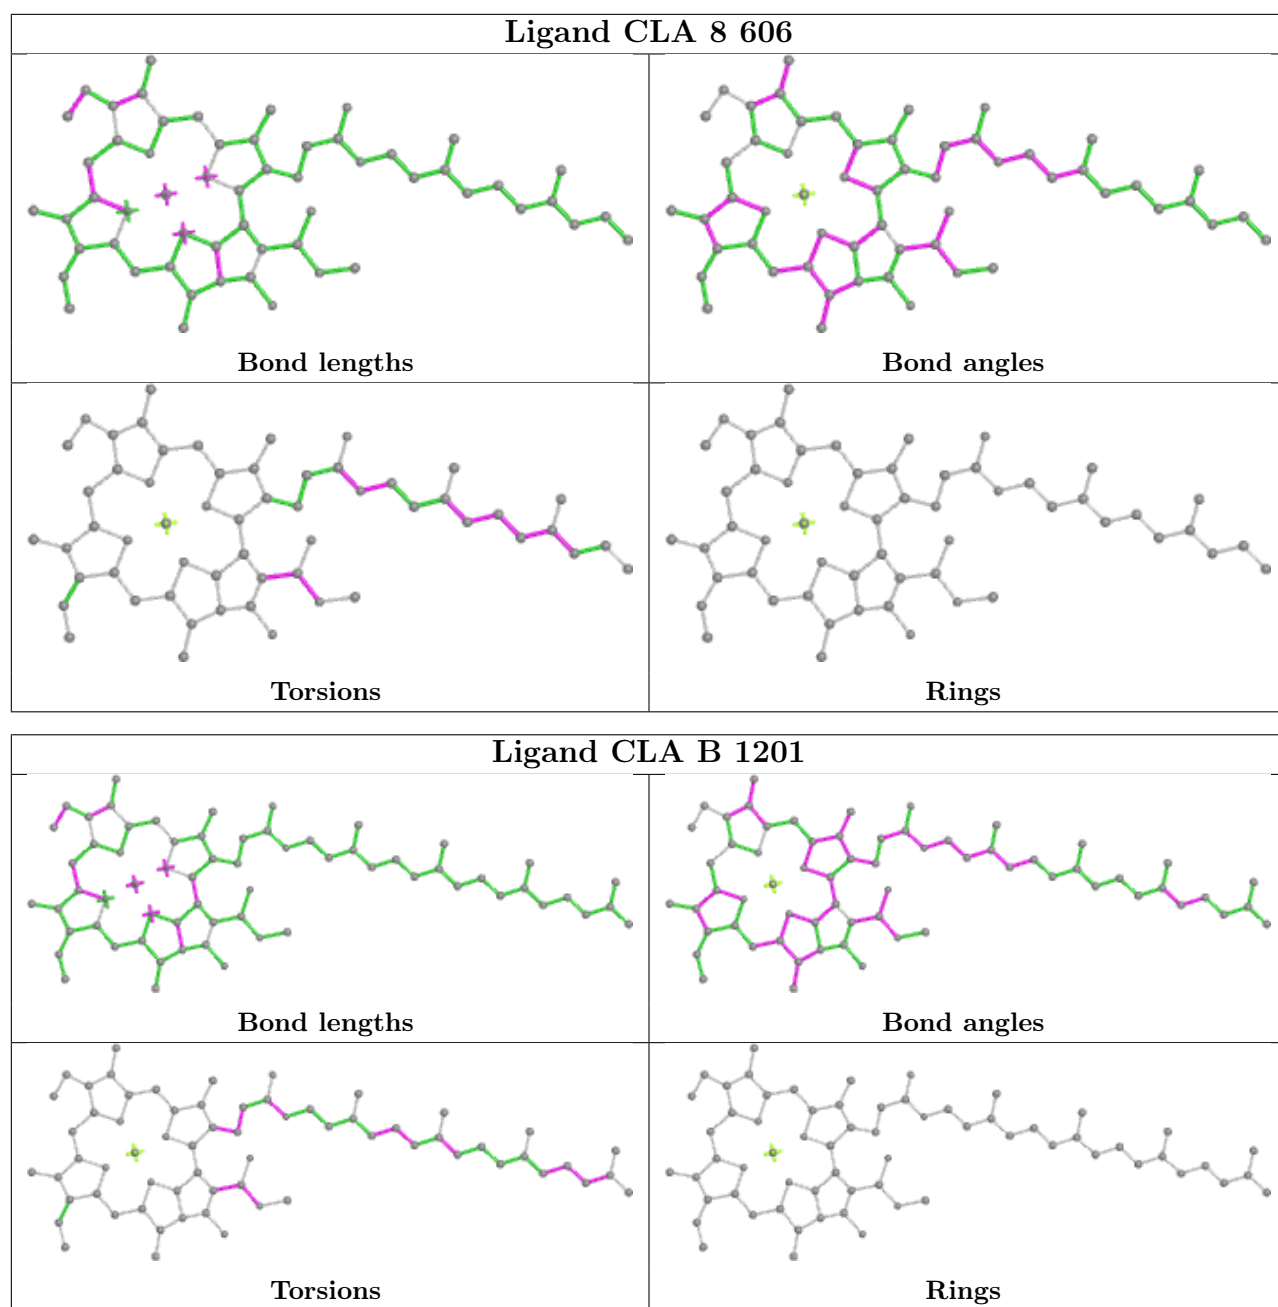 Ligand CLA 8 606
Bond lengths
Bond angles
Torsions
Rings
Ligand CLA B 1201
Bond lengths
Bond angles
Torsions
Rings